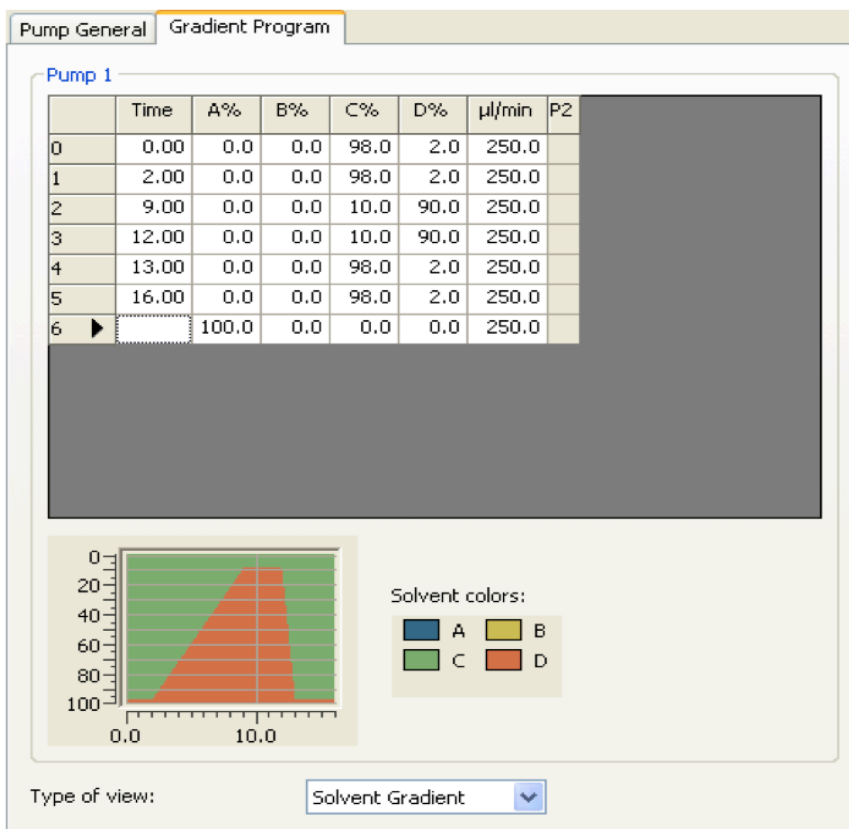 Pump General Gradient Program
Pump 1
Time A% B% C% D% µl/min P2
0 0.00 0.0 0.0 98.0 2.0 250.0
1 2.00 0.0 0.0 98.0 2.0 250.0
2 9.00 0.0 0.0 10.0 90.0 250.0
3 12.00 0.0 0.0 10.0 90.0 250.0
4 13.00 0.0 0.0 98.0 2.0 250.0
5 16.00 0.0 0.0 98.0 2.0 250.0
6 100.0 0.0 0.0 0.0 250.0
0
20
40
60
80
100
0.0 10.0
Solvent colors:
A B
C D
Type of view: Solvent Gradient